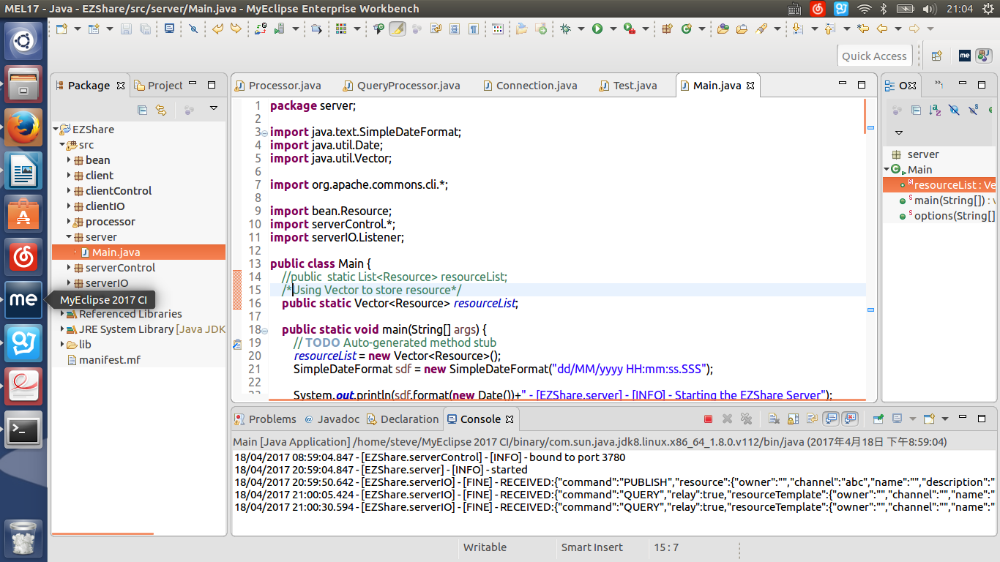 MEL17 - Java - EZShare/src/server/Main.java - MyEclipse Enterprise Workbench
21:04
Quick Access
me
Package
Project
Processor.java
QueryProcessor.java
Connection.java
Test.java
Main.java
O
EZShare
src
bean
client
clientControl
clientIO
processor
server
Main.java
serverControl
serverIO
Referenced Libraries
JRE System Library [Java JDK
lib
manifest.mf
me
MyEclipse 2017 CI
1 package server;
2
3 import java.text.SimpleDateFormat;
4 import java.util.Date;
5 import java.util.Vector;
6
7 import org.apache.commons.cli.*;
8
9 import bean.Resource;
10 import serverControl.*;
11 import serverIO.Listener;
12
13 public class Main {
14 //public  static List<Resource> resourceList;
15 /*Using Vector to store resource*/
16 public static Vector<Resource> resourceList;
17
18 public static void main(String[] args) {
19 // TODO Auto-generated method stub
20 resourceList = new Vector<Resource>();
21 SimpleDateFormat sdf = new SimpleDateFormat("dd/MM/yyyy HH:mm:ss.SSS");
22
23 System.out.println(sdf.format(new Date())+" - [EZShare.server] - [INFO] - Starting the EZShare Server");
server
Main
resourceList : Ve
main(String[]) : v
options(String[]
Problems
@ Javadoc
Declaration
Console
Main [Java Application] /home/steve/MyEclipse 2017 CI/binary/com.sun.java.jdk8.linux.x86_64_1.8.0.v112/bin/java (2017年4月18日 下午8:59:04)
18/04/2017 08:59:04.847 - [EZShare.serverControl] - [INFO] - bound to port 3780
18/04/2017 20:59:04.847 - [EZShare.server] - [INFO] - started
18/04/2017 20:59:50.642 - [EZShare.serverIO] - [FINE] - RECEIVED:{"command":"PUBLISH","resource":{"owner":"","channel":"abc","name":"","description":"
18/04/2017 21:00:05.424 - [EZShare.serverIO] - [FINE] - RECEIVED:{"command":"QUERY","relay":true,"resourceTemplate":{"owner":"","channel":"","name":"
18/04/2017 21:00:30.594 - [EZShare.serverIO] - [FINE] - RECEIVED:{"command":"QUERY","relay":true,"resourceTemplate":{"owner":"","channel":"","name":"
Writable
Smart Insert
15 : 7